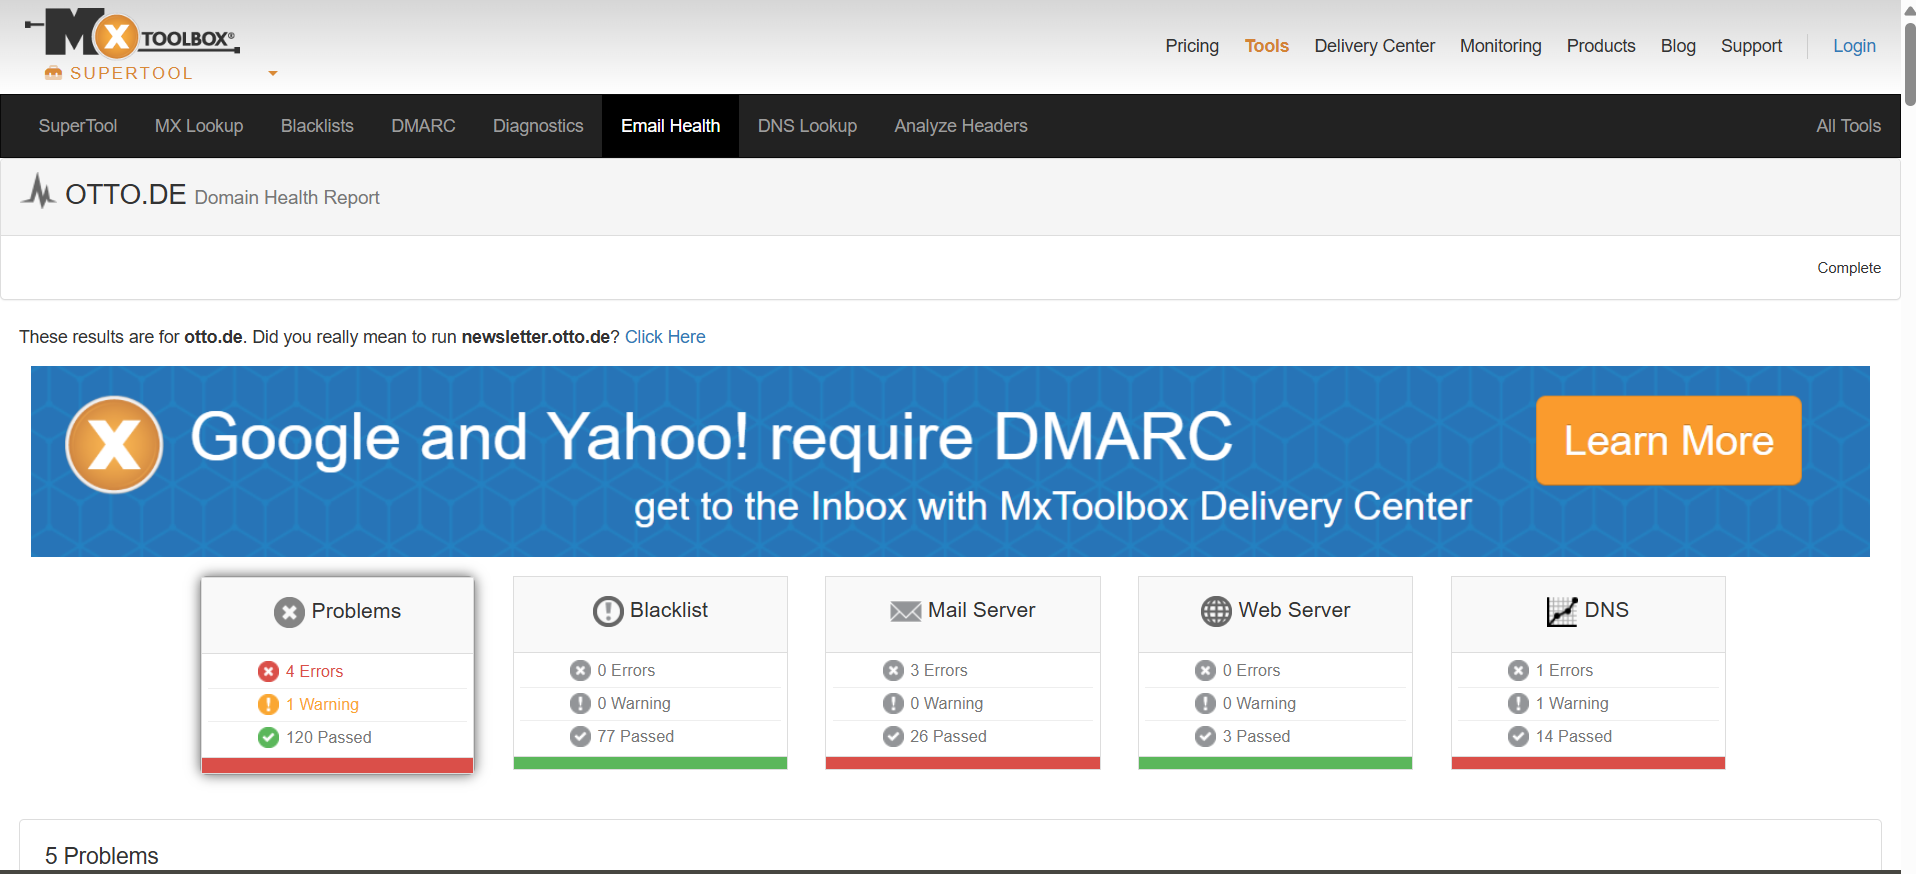 MX TOOLBOX®
SUPERTOOL
Pricing Tools Delivery Center Monitoring Products Blog Support Login
SuperTool MX Lookup Blacklists DMARC Diagnostics Email Health DNS Lookup Analyze Headers All Tools
OTTO.DE Domain Health Report
Complete
These results are for otto.de. Did you really mean to run newsletter.otto.de? Click Here
X Google and Yahoo! require DMARC
Learn More
get to the Inbox with MxToolbox Delivery Center
Problems
4 Errors
1 Warning
120 Passed
Blacklist
0 Errors
0 Warning
77 Passed
Mail Server
3 Errors
0 Warning
26 Passed
Web Server
0 Errors
0 Warning
3 Passed
DNS
1 Errors
1 Warning
14 Passed
5 Problems